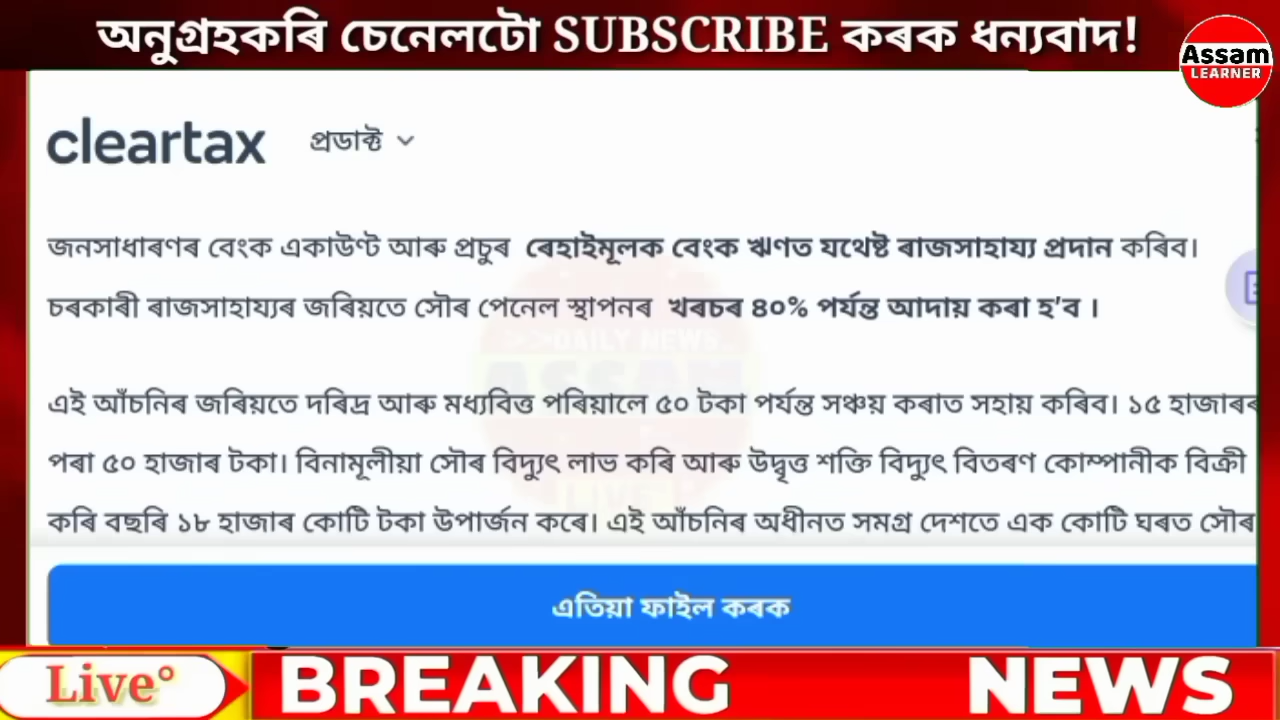 অনুগ্ৰহকৰি চেনেলটো SUBSCRIBE কৰক ধন্যবাদ!
Assam
LEARNER
cleartax প্ৰডাক্ট
জনসাধাৰণৰ বেংক একাউণ্ট আৰু প্ৰচুৰ ৰেহাইমূলক বেংক ঋণত যথেষ্ট ৰাজসাহায্য প্ৰদান কৰিব।
চৰকাৰী ৰাজসাহায্যৰ জৰিয়তে সৌৰ পেনেল স্থাপনৰ খৰচৰ ৪০% পৰ্যন্ত আদায় কৰা হ'ব ।
DAILY NEWS
ASSAM
LIVE
এই আঁচনিৰ জৰিয়তে দৰিদ্ৰ আৰু মধ্যবিত্ত পৰিয়ালে ৫০ টকা পৰ্যন্ত সঞ্চয় কৰাত সহায় কৰিব। ১৫ হাজাৰৰ
পৰা ৫০ হাজাৰ টকা। বিনামূলীয়া সৌৰ বিদ্যুৎ লাভ কৰি আৰু উদ্বৃত্ত শক্তি বিদ্যুৎ বিতৰণ কোম্পানীক বিক্ৰী
কৰি বছৰি ১৮ হাজাৰ কোটি টকা উপাৰ্জন কৰে। এই আঁচনিৰ অধীনত সমগ্ৰ দেশতে এক কোটি ঘৰত সৌৰ
এতিয়া ফাইল কৰক
Live° BREAKING NEWS